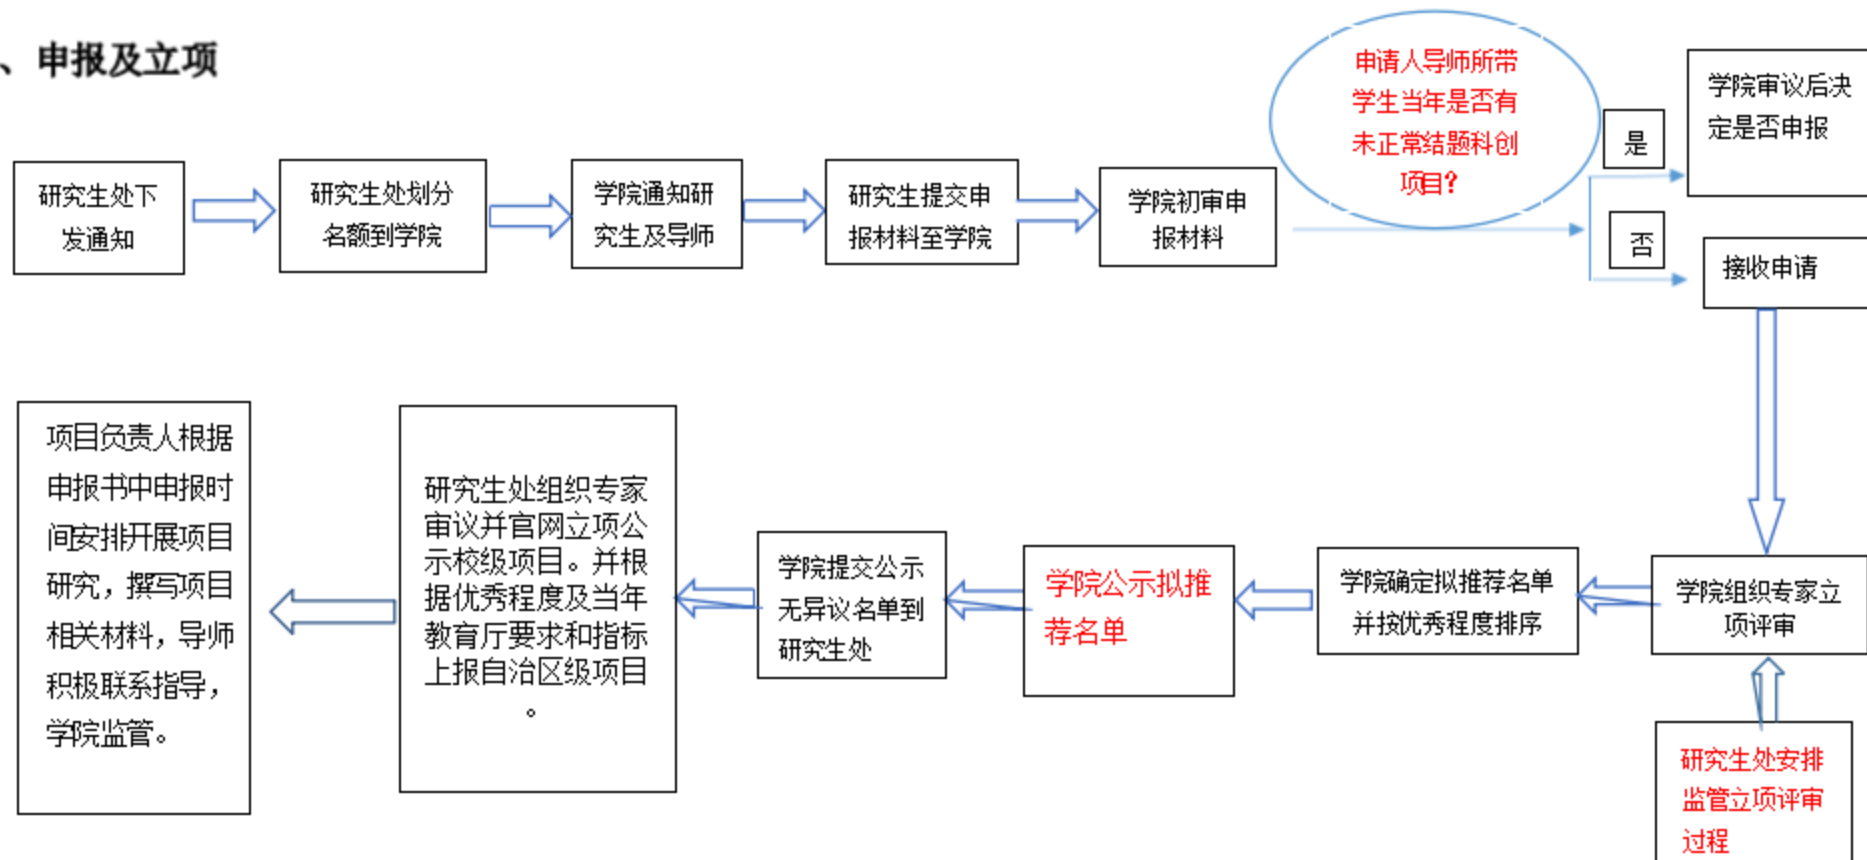 、申报及立项
研究生处下
发通知
研究生处划分
名额到学院
学院通知研
究生及导师
研究生提交申
报材料至学院
学院初审申
报材料
申请人导师所带
学生当年是否有
未正常结题科创
项目?
是
学院审议后决
定是否申报
否
接收申请
研究生处安排
监管立项评审
过程
学院组织专家立
项评审
学院确定拟推荐名单
并按优秀程度排序
学院公示拟推
荐名单
学院提交公示
无异议名单到
研究生处
研究生处组织专家
审议并官网立项公
示校级项目。并根
据优秀程度及当年
教育厅要求和指标
上报自治区级项目
。
项目负责人根据
申报书中申报时
间安排开展项目
研究，撰写项目
相关材料，导师
积极联系指导，
学院监管。